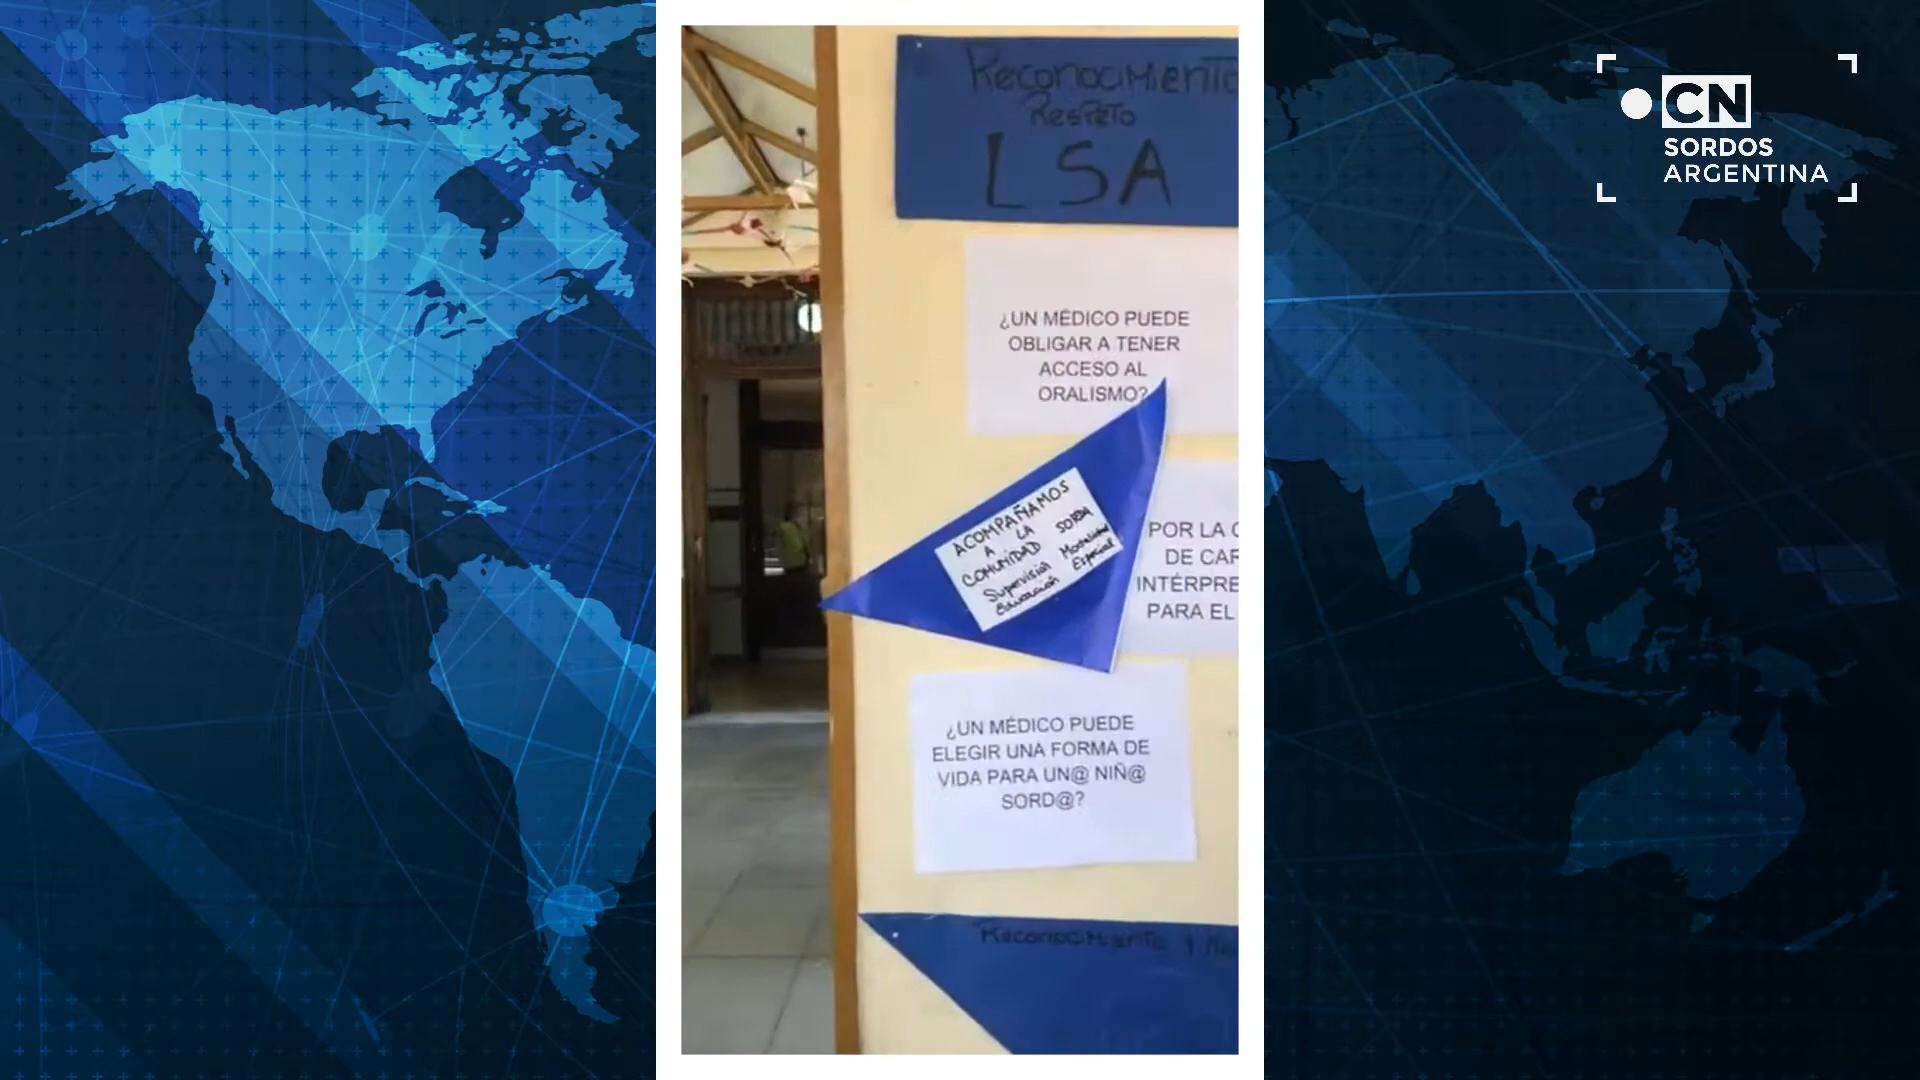 Reconocimiento
Respeto
LSA
¿UN MÉDICO PUEDE
OBLIGAR A TENER
ACCESO AL
ORALISMO?
ACOMPAÑAMOS
A LA
COMUNIDAD SORDA
Supervisión Modalidad
Educación Especial
POR LA
DE CAR
INTÉRPRE
PARA EL
¿UN MÉDICO PUEDE
ELEGIR UNA FORMA DE
VIDA PARA UN@ NIÑ@
SORD@?
Reconocimiento y
CN
SORDOS
ARGENTINA